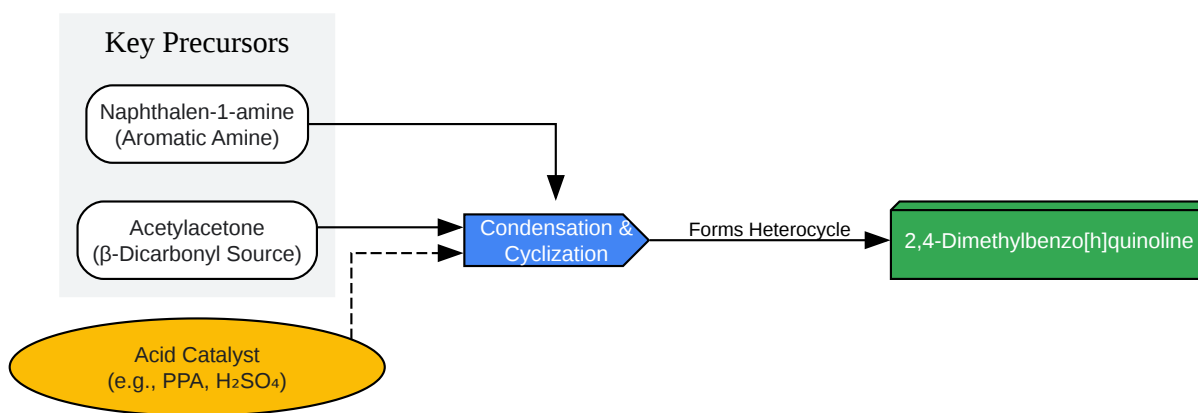 Key Precursors
Naphthalen-1-amine
(Aromatic Amine)
Acetylacetone
(β-Dicarbonyl Source)
Condensation &
Cyclization
Forms Heterocycle
2,4-Dimethylbenzo[h]quinoline
Acid Catalyst
(e.g., PPA, H₂SO₄)